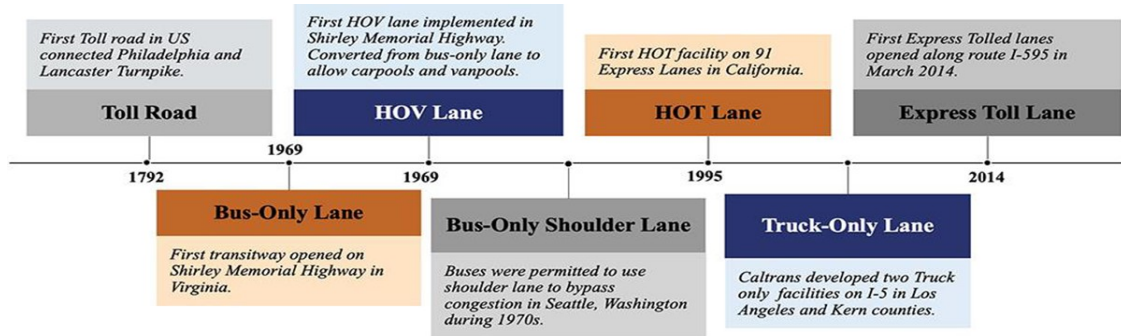 First Toll road in US
connected Philadelphia and
Lancaster Turnpike.
Toll Road
First HOV lane implemented in
Shirley Memorial Highway.
Converted from bus-only lane to
allow carpools and vanpools.
HOV Lane
First HOT facility on 91
Express Lanes in California.
HOT Lane
First Express Tolled lanes
opened along route I-595 in
March 2014.
Express Toll Lane
1969
1792
1969
1995
2014
Bus-Only Lane
First transitway opened on
Shirley Memorial Highway in
Virginia.
Bus-Only Shoulder Lane
Buses were permitted to use
shoulder lane to bypass
congestion in Seattle, Washington
during 1970s.
Truck-Only Lane
Caltrans developed two Truck
only facilities on I-5 in Los
Angeles and Kern counties.